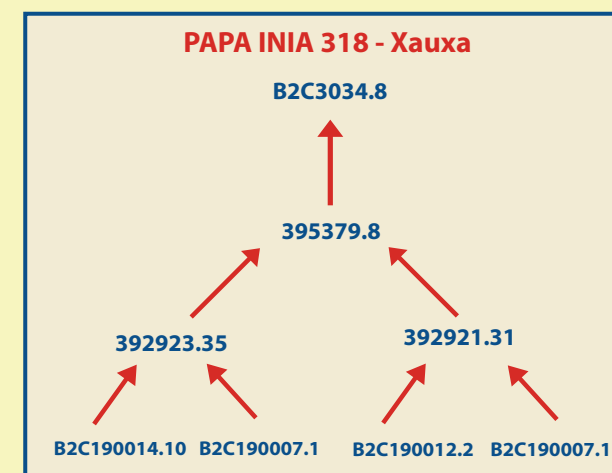 PAPA INIA 318 - Xauxa
B2C3034.8
395379.8
392923.35 392921.31
B2C190014.10 B2C190007.1 B2C190012.2 B2C190007.1